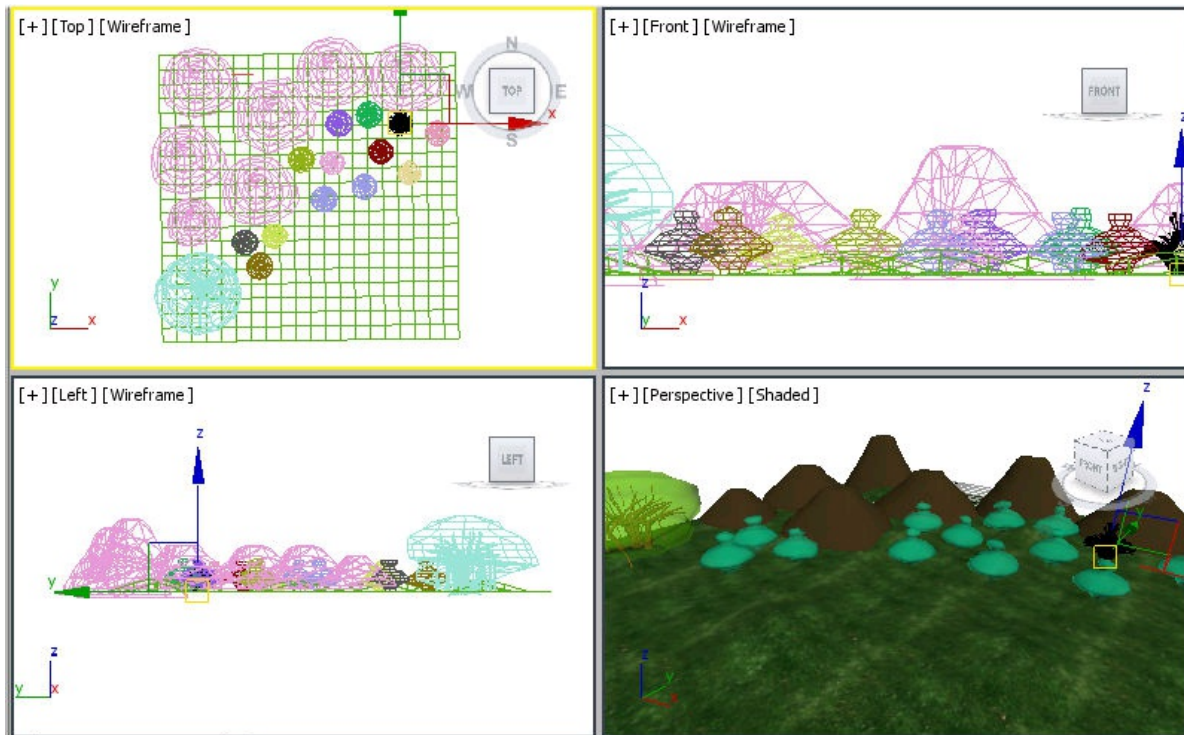 [+] [Top] [Wireframe]
N
W
TOP
E
S
x
y
z
x
[+] [Front] [Wireframe]
FRONT
z
z
y
x
[+] [Left] [Wireframe]
LEFT
z
y
z
y
x
[+] [Perspective] [Shaded]
z
FRONT
y
z
y
x